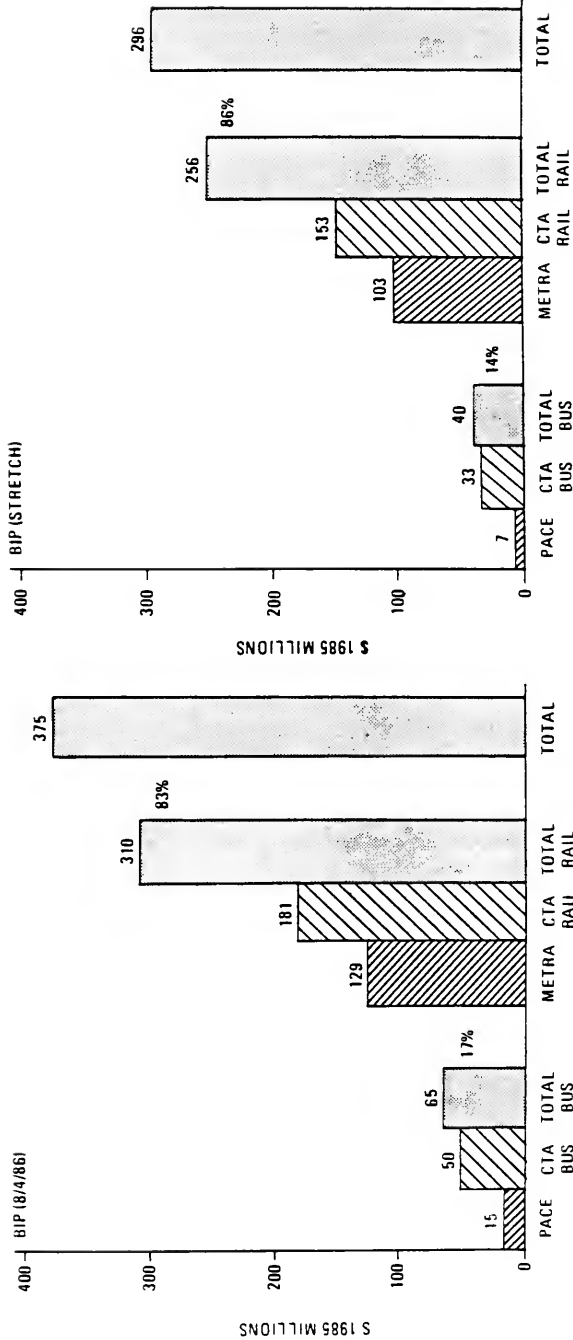 BIP (8/4/86)
400
300
200
100
0
$ 1985 MILLIONS
15
50
65
17%
129
181
310
83%
375
PACE
CTA BUS
TOTAL BUS
METRA
CTA RAIL
TOTAL RAIL
TOTAL
BIP (STRETCH)
400
300
200
100
0
$ 1985 MILLIONS
7
33
40
14%
103
153
256
86%
296
PACE
CTA BUS
TOTAL BUS
METRA
CTA RAIL
TOTAL RAIL
TOTAL